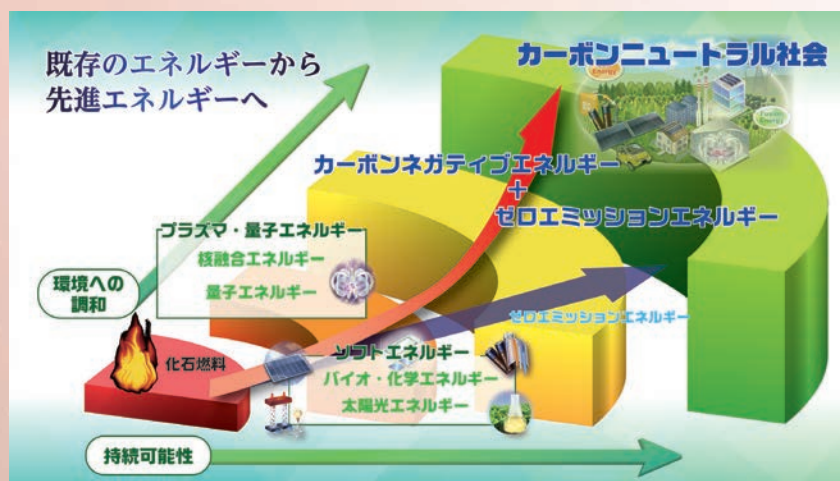 既存のエネルギーから
先進エネルギーへ
カーボンニュートラル社会
Energy
Fusion
Energy
カーボンネガティブエネルギー
+
ゼロエミッションエネルギー
プラズマ・量子エネルギー
核融合エネルギー
量子エネルギー
環境への
調和
ゼロエミッションエネルギー
化石燃料
ソフトエネルギー
バイオ・化学エネルギー
太陽光エネルギー
持続可能性